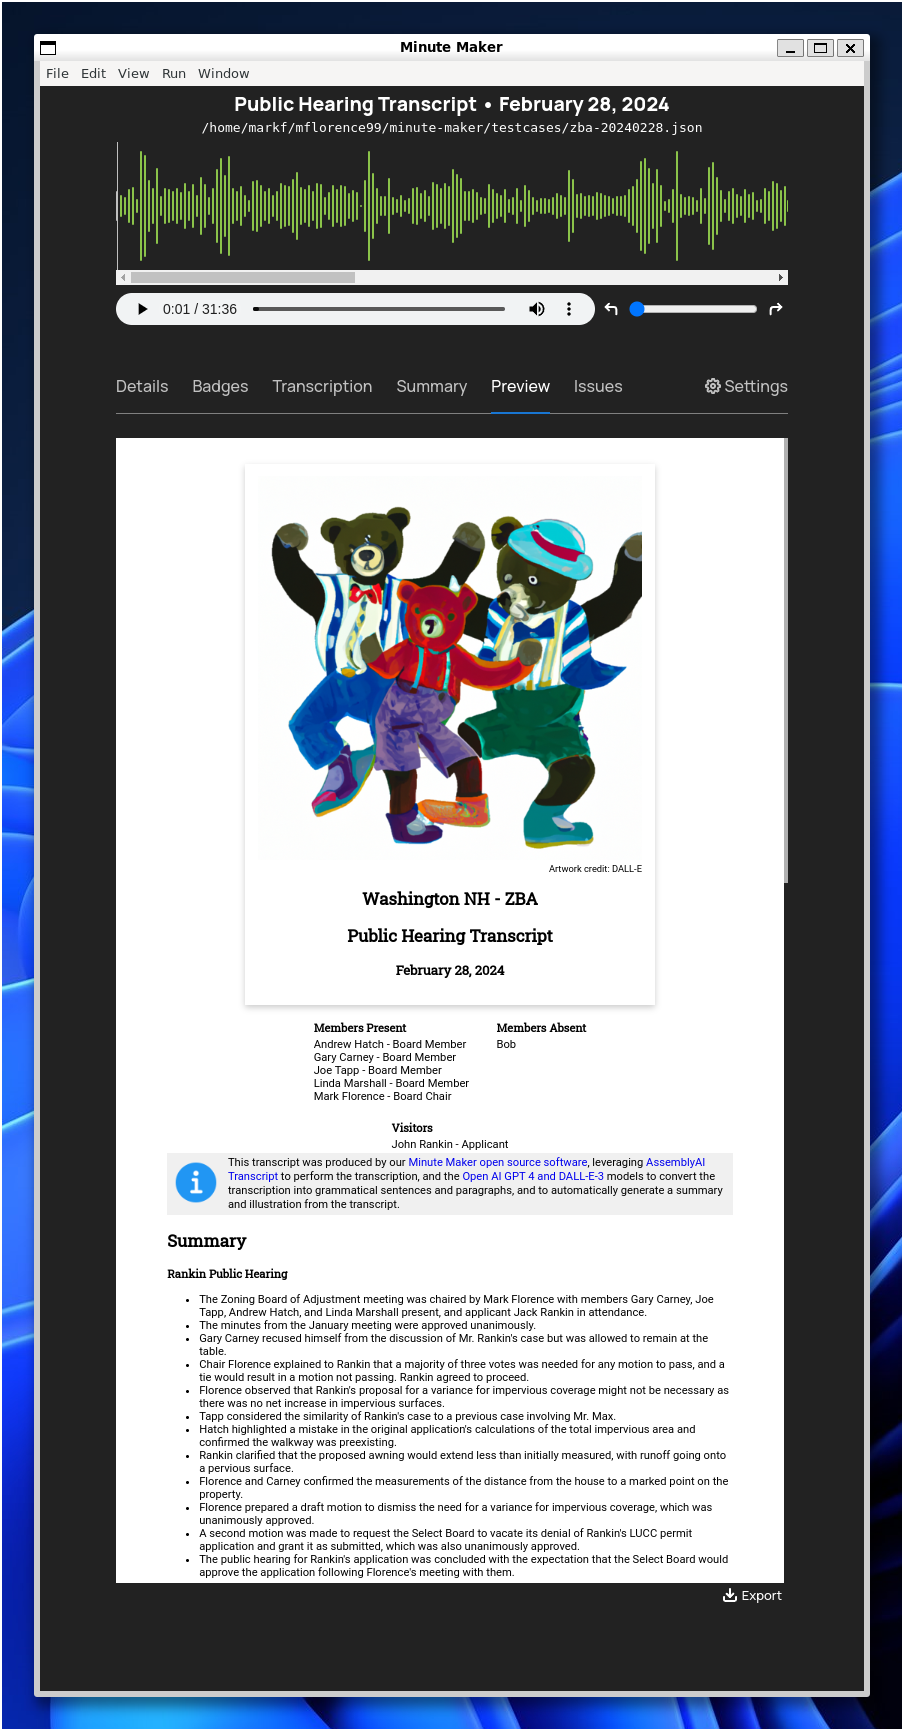 Minute Maker
File Edit View Run Window
Public Hearing Transcript • February 28, 2024
/home/markf/mflorence99/minute-maker/testcases/zba-20240228.json
0:01 / 31:36
Details Badges Transcription Summary Preview Issues Settings
Artwork credit: DALL-E
Washington NH - ZBA
Public Hearing Transcript
February 28, 2024
Members Present
Andrew Hatch - Board Member
Gary Carney - Board Member
Joe Tapp - Board Member
Linda Marshall - Board Member
Mark Florence - Board Chair
Members Absent
Bob
Visitors
John Rankin - Applicant
This transcript was produced by our Minute Maker open source software, leveraging AssemblyAI
Transcript to perform the transcription, and the Open AI GPT 4 and DALL-E-3 models to convert the
transcription into grammatical sentences and paragraphs, and to automatically generate a summary
and illustration from the transcript.
Summary
Rankin Public Hearing
• The Zoning Board of Adjustment meeting was chaired by Mark Florence with members Gary Carney, Joe
Tapp, Andrew Hatch, and Linda Marshall present, and applicant Jack Rankin in attendance.
• The minutes from the January meeting were approved unanimously.
• Gary Carney recused himself from the discussion of Mr. Rankin's case but was allowed to remain at the
table.
• Chair Florence explained to Rankin that a majority of three votes was needed for any motion to pass, and a
tie would result in a motion not passing. Rankin agreed to proceed.
• Florence observed that Rankin's proposal for a variance for impervious coverage might not be necessary as
there was no net increase in impervious surfaces.
• Tapp considered the similarity of Rankin's case to a previous case involving Mr. Max.
• Hatch highlighted a mistake in the original application's calculations of the total impervious area and
confirmed the walkway was preexisting.
• Rankin clarified that the proposed awning would extend less than initially measured, with runoff going onto
a pervious surface.
• Florence and Carney confirmed the measurements of the distance from the house to a marked point on the
property.
• Florence prepared a draft motion to dismiss the need for a variance for impervious coverage, which was
unanimously approved.
• A second motion was made to request the Select Board to vacate its denial of Rankin's LUCC permit
application and grant it as submitted, which was also unanimously approved.
• The public hearing for Rankin's application was concluded with the expectation that the Select Board would
approve the application following Florence's meeting with them.
Export